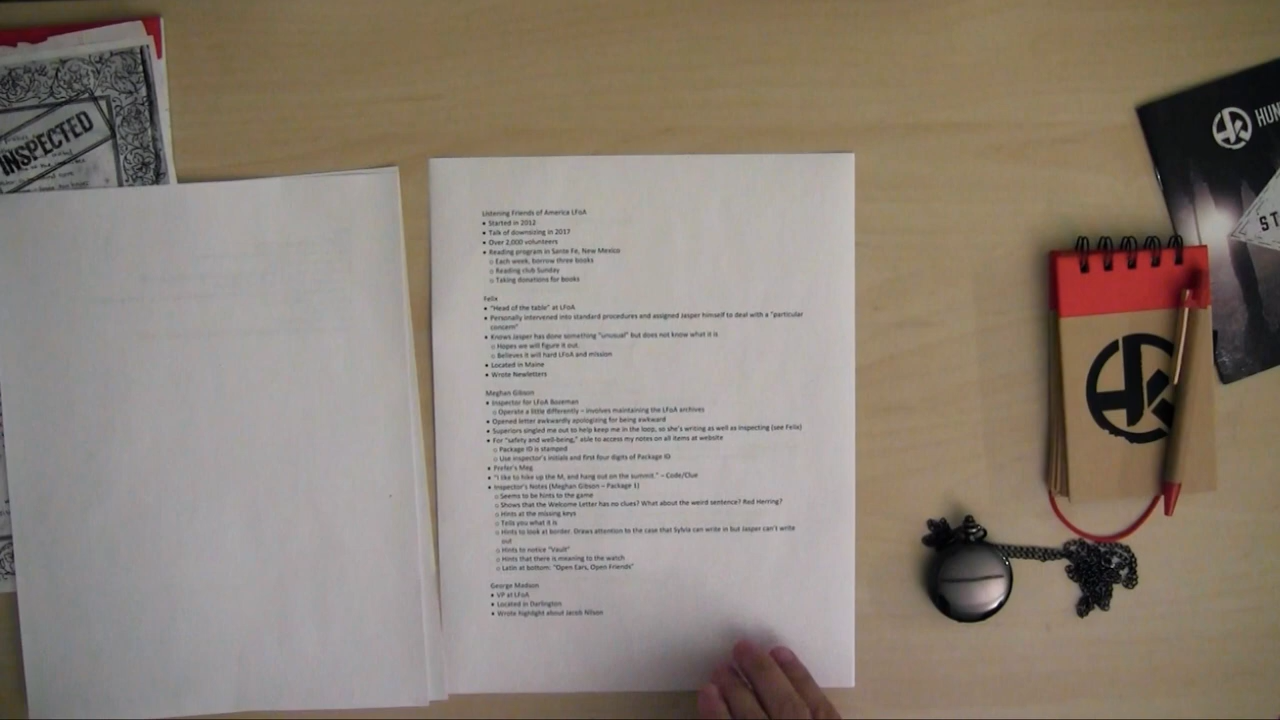 INSPECTED
Listening Friends of America LFoA
• Started in 2012
• Talk of downsizing in 2017
• Over 2,000 volunteers
• Reading program in Santa Fe, New Mexico
o Each week, borrow three books
o Reading club Sunday
o Taking donations for books
Felix
• "Head of the table" at LFoA
• Personally intervened into standard procedures and assigned Jasper himself to deal with a "particular
concern"
• Knows Jasper has done something "unusual" but does not know what it is
o Hopes we will figure it out.
o Believes it will hard LFoA and mission
• Located in Maine
• Wrote Newletters
Meghan Gibson
• Inspector for LFoA Bozeman
o Operate a little differently – involves maintaining the LFoA archives
• Opened letter awkwardly apologizing for being awkward
• Superiors singled me out to help keep me in the loop, so she's writing as well as inspecting (see Felix)
• For "safety and well-being," able to access my notes on all items at website
o Package ID is stamped
o Use inspector's initials and first four digits of Package ID
• Prefer's Meg
• "I like to hike up the M, and hang out on the summit." – Code/Clue
• Inspector's Notes (Meghan Gibson – Package 1)
o Seems to be hints to the game
o Shows that the Welcome Letter has no clues? What about the weird sentence? Red Herring?
o Hints at the missing keys
o Tells you what it is
o Hints to look at border. Draws attention to the case that Sylvia can write in but Jasper can't write
out
o Hints to notice "Vault"
o Hints that there is meaning to the watch
o Latin at bottom: "Open Ears, Open Friends"
George Madson
• VP at LFoA
• Located in Darlington
• Wrote highlight about Jacob Nilson
HUN
ST